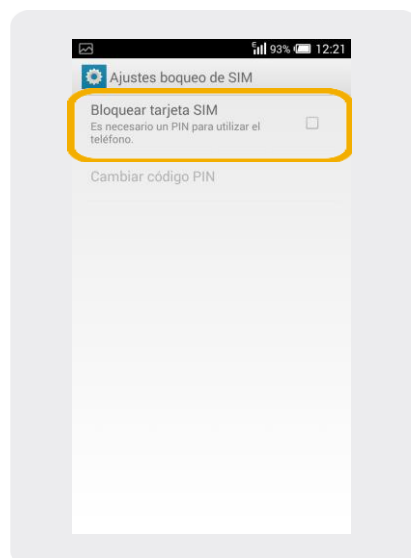 93% 12:21
Ajustes boqueo de SIM
Bloquear tarjeta SIM
Es necesario un PIN para utilizar el
teléfono.
Cambiar código PIN